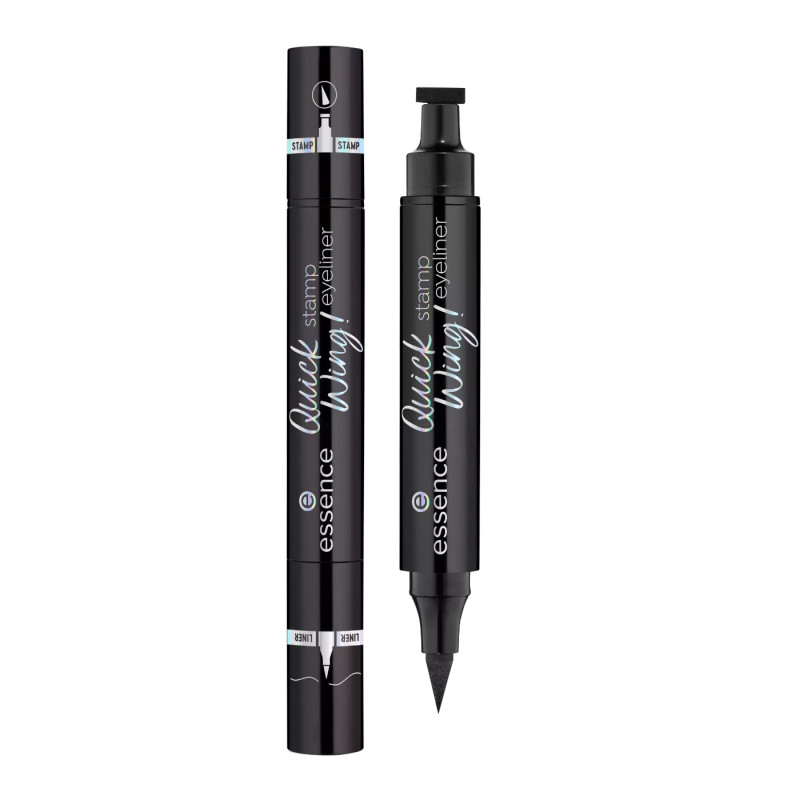 STAMP STAMP
Quick stamp
Wing! eyeliner
e
essence
LINER LINER
Quick stamp
Wing! eyeliner
e
essence